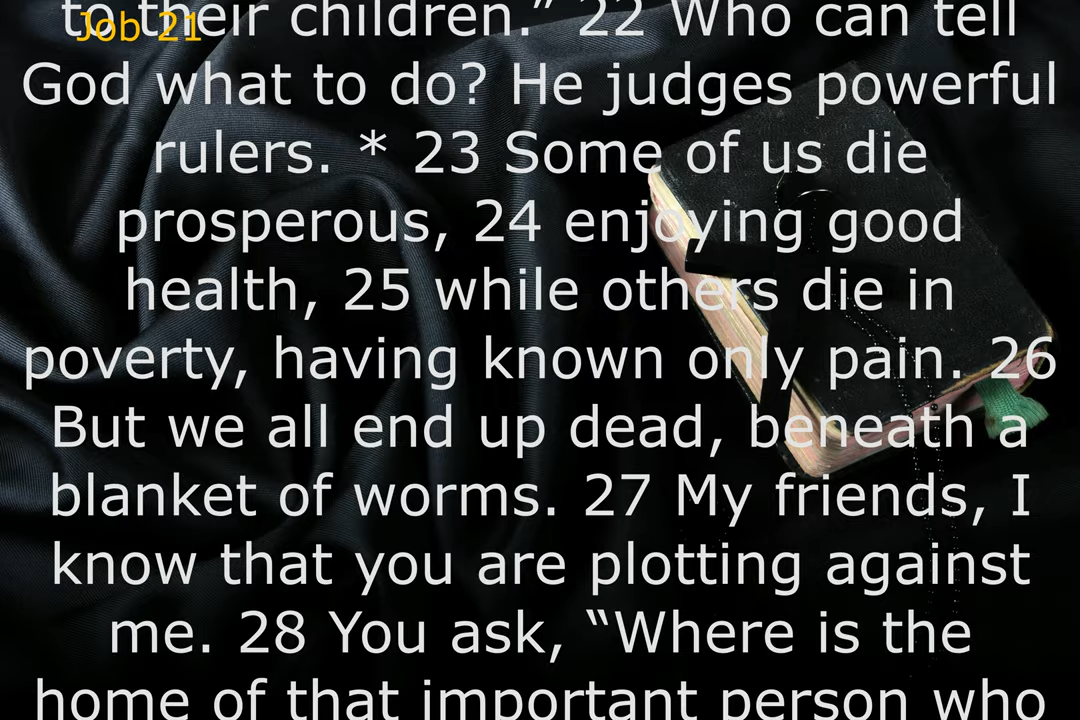 Job 21
to their children.” 22 Who can tell
God what to do? He judges powerful
rulers. * 23 Some of us die
prosperous, 24 enjoying good
health, 25 while others die in
poverty, having known only pain. 26
But we all end up dead, beneath a
blanket of worms. 27 My friends, I
know that you are plotting against
me. 28 You ask, “Where is the
home of that important person who